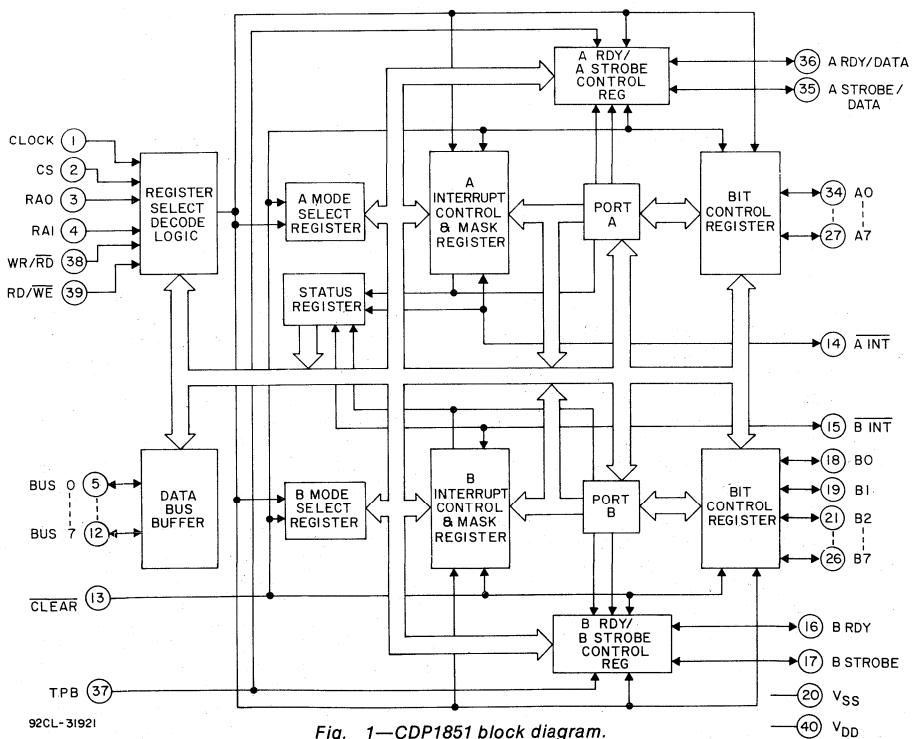 CLOCK 1
CS 2
RA0 3
RA1 4
WR/RD 38
RD/WE 39
REGISTER
SELECT
DECODE
LOGIC
A MODE
SELECT
REGISTER
STATUS
REGISTER
A
INTERRUPT
CONTROL
& MASK
REGISTER
A RDY/
A STROBE
CONTROL
REG
PORT
A
BIT
CONTROL
REGISTER
36 A RDY/DATA
35 A STROBE/
DATA
34 A0
27 A7
14 A INT
15 B INT
BUS 0 5
BUS 7 12
DATA
BUS
BUFFER
B MODE
SELECT
REGISTER
B
INTERRUPT
CONTROL
& MASK
REGISTER
PORT
B
BIT
CONTROL
REGISTER
18 B0
19 B1
21 B2
26 B7
CLEAR 13
B RDY/
B STROBE
CONTROL
REG
16 B RDY
17 B STROBE
TPB 37
20 VSS
40 VDD
92CL-31921
Fig. 1—CDP1851 block diagram.